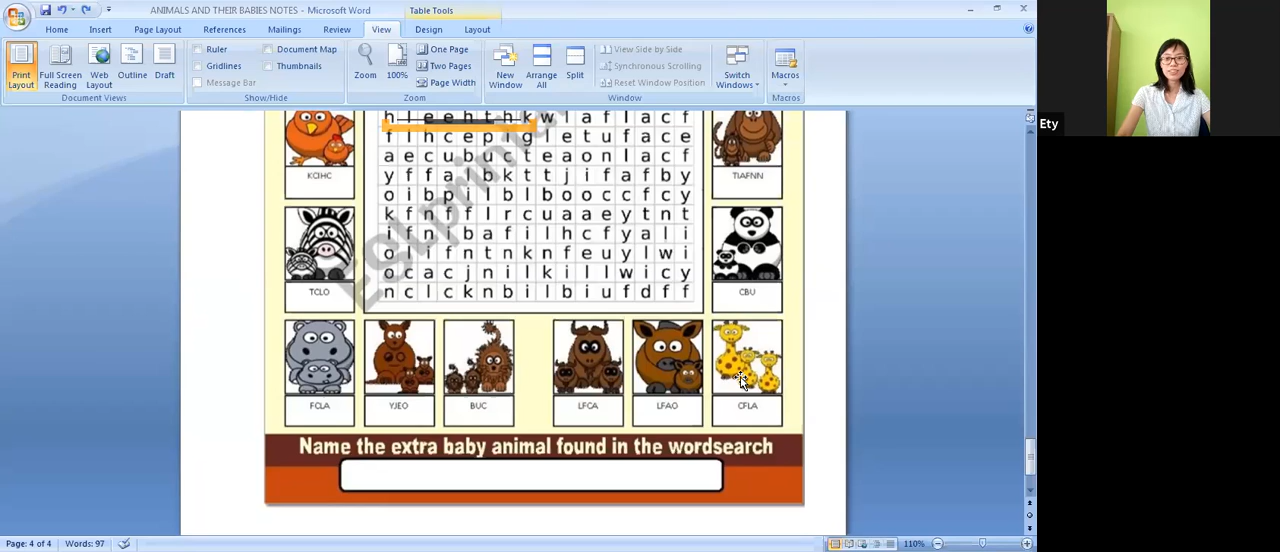 ANIMALS AND THEIR BABIES NOTES - Microsoft Word
Table Tools
Home Insert Page Layout References Mailings Review View Design Layout
Print Layout
Full Screen Reading
Web Layout
Outline
Draft
Document Views
Ruler
Gridlines
Message Bar
Document Map
Thumbnails
Show/Hide
Zoom
100%
One Page
Two Pages
Page Width
Zoom
New Window
Arrange All
Split
View Side by Side
Synchronous Scrolling
Reset Window Position
Window
Switch Windows
Macros
Macros
Ety
h l e e h t h k w l a f l a c f
f l h c e p i g l e t u f a c e
a e c u b c t t e a o n l a c f
y f f a l b k t t j i f a f b y
o i b p i l b l b o o c c f c y
k f n f f l r c u a a e y t n t
i f n i b a f i l h c f y a l i
o l i f n t n k n f e u y l w i
o c a c j n i l k i l l w i c y
n c l c k n b i l b i u f d f f
KCIHC
TIAFNN
TCLO
CBU
FCLA YJEO BUC LFCA LFAO CFLA
Name the extra baby animal found in the wordsearch
Page: 4 of 4 Words: 97
110%